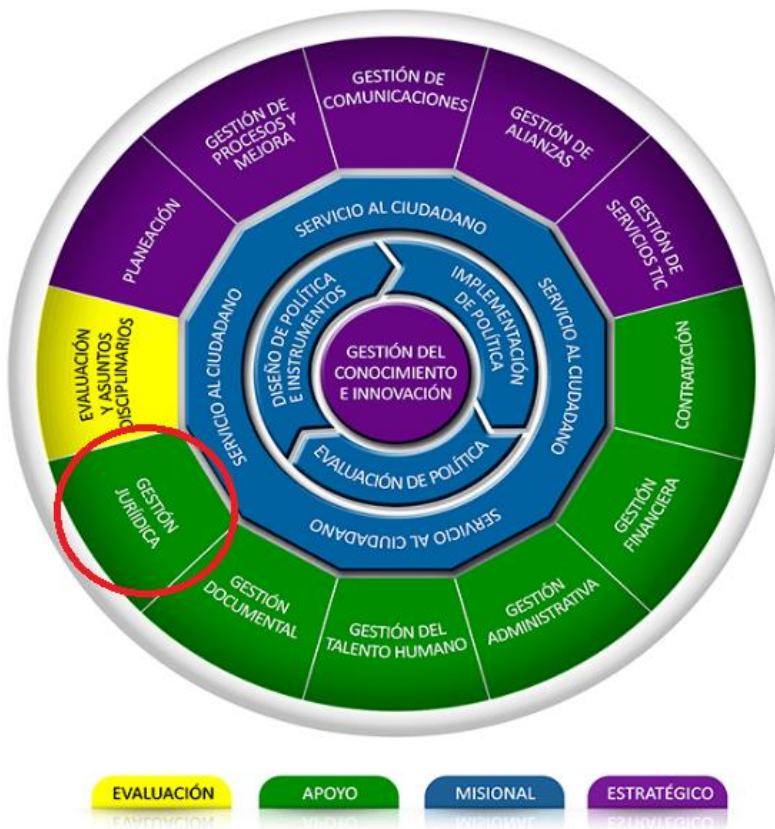 GESTIÓN DE
COMUNICACIONES
GESTIÓN DE
ALIANZAS
GESTIÓN DE
SERVICIOS TIC
CONTRATACIÓN
GESTIÓN
FINANCIERA
GESTIÓN
ADMINISTRATIVA
GESTIÓN DEL
TALENTO HUMANO
GESTIÓN
DOCUMENTAL
GESTIÓN
JURÍIDICA
EVALUACIÓN
Y ASUNTOS
DISCIPLINARIOS
PLANEACIÓN
GESTIÓN DE
PROCESOS Y
MEJORA
SERVICIO AL CIUDADANO
SERVICIO AL CIUDADANO
SERVICIO AL CIUDADANO
SERVICIO AL CIUDADANO
DISEÑO DE POLÍTICA
E INSTRUMENTOS
IMPLEMENTACIÓN
DE POLÍTICA
EVALUACIÓN DE POLÍTICA
GESTIÓN DEL
CONOCIMIENTO
E INNOVACIÓN
EVALUACIÓN
APOYO
MISIONAL
ESTRATÉGICO